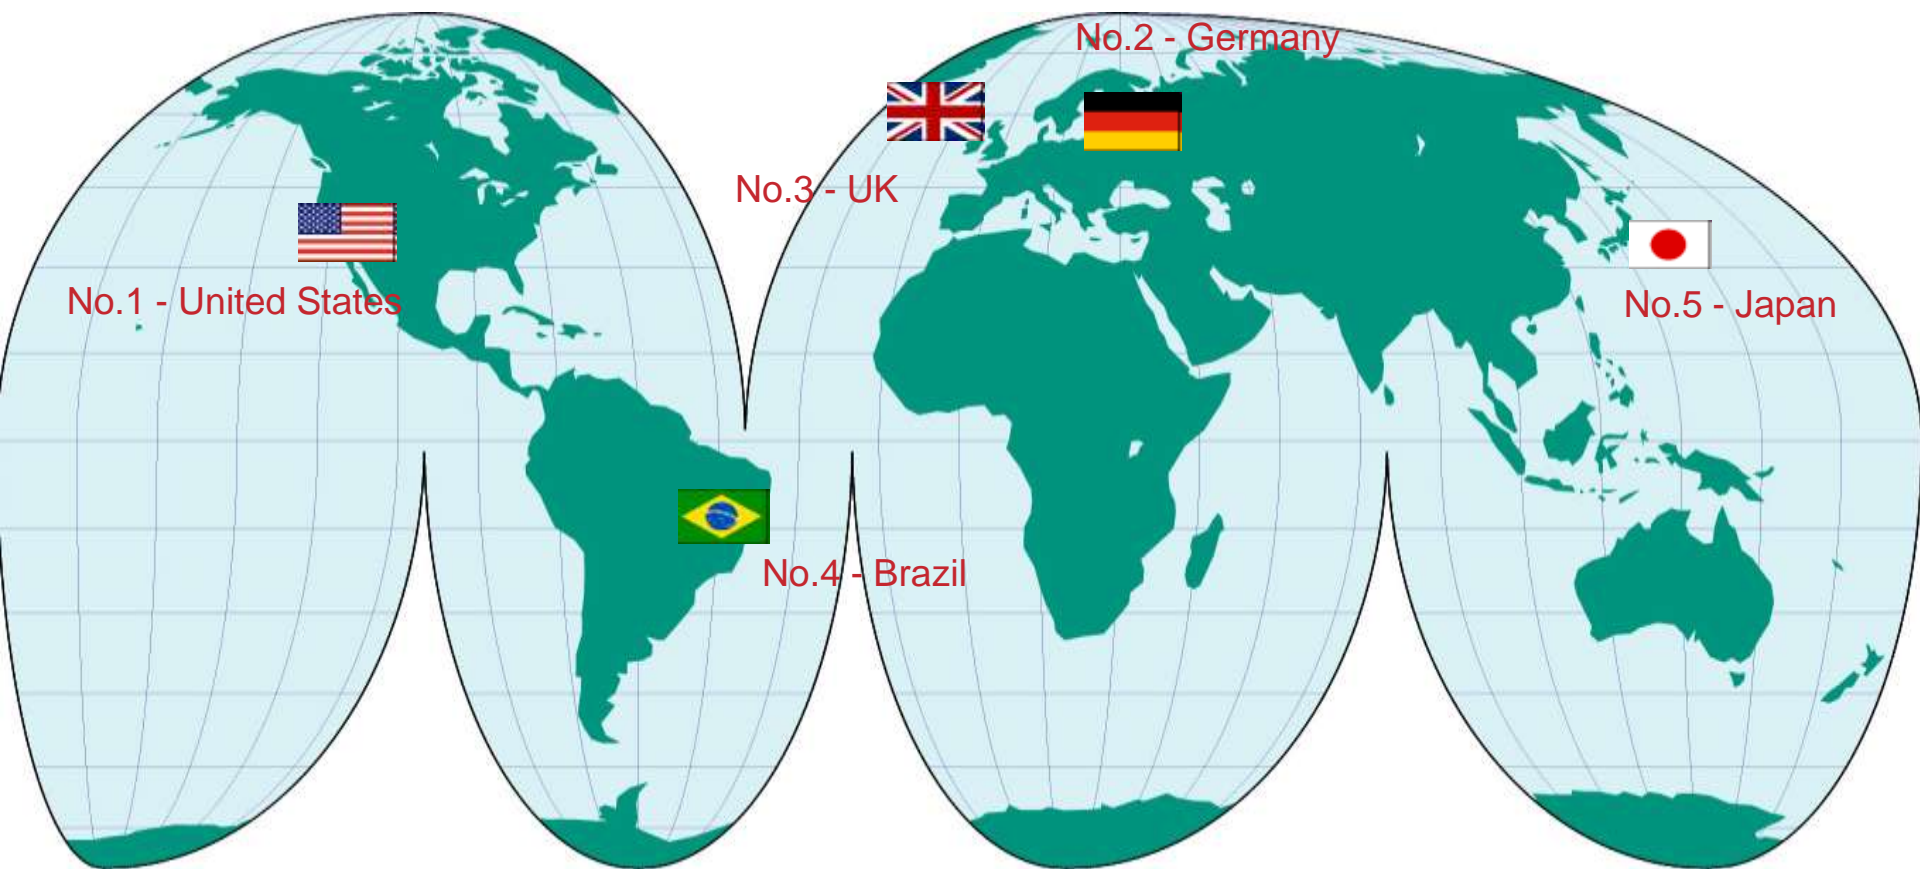 No.2 - Germany
No.3 - UK
No.1 - United States
No.5 - Japan
No.4 - Brazil